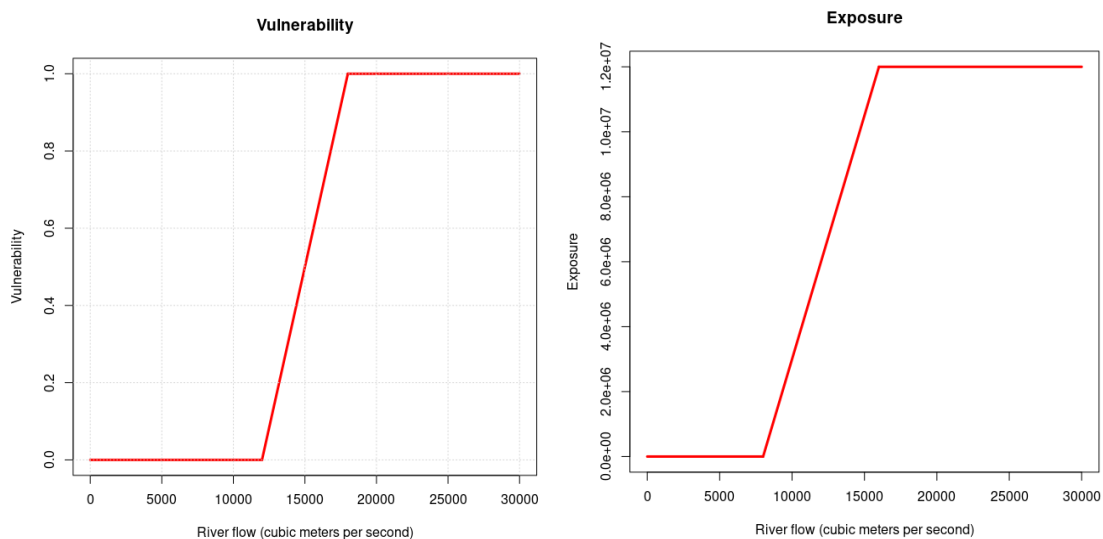 Vulnerability
Vulnerability
0.0
0.2
0.4
0.6
0.8
1.0
0
5000
10000
15000
20000
25000
30000
River flow (cubic meters per second)
Exposure
Exposure
0.0e+00
2.0e+06
4.0e+06
6.0e+06
8.0e+06
1.0e+07
1.2e+07
0
5000
10000
15000
20000
25000
30000
River flow (cubic meters per second)